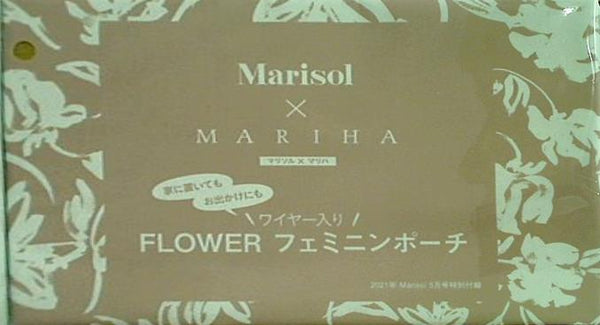 Marisol
×
MARIHA
マリソル × マリハ
家に置いても
お出かけにも
ワイヤー入り
FLOWER フェミニンポーチ
2021年 Marisol 5月号特別付録